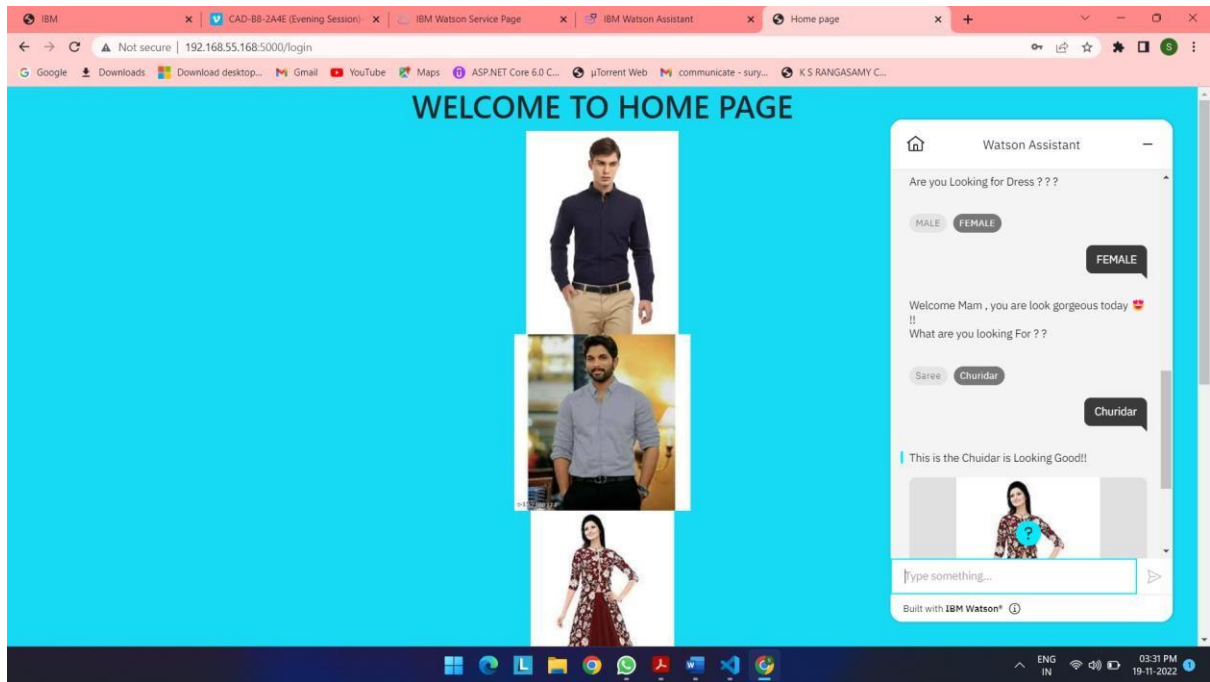 IBM
CAD-BB-2A4E (Evening Session)
IBM Watson Service Page
IBM Watson Assistant
Home page
Not secure | 192.168.55.168:5000/login
Google
Downloads
Download desktop...
Gmail
YouTube
Maps
ASP.NET Core 6.0 C...
µTorrent Web
communicate - sury...
K S RANGASAMY C...
WELCOME TO HOME PAGE
Watson Assistant
Are you Looking for Dress ? ? ?
MALE FEMALE
FEMALE
Welcome Mam , you are look gorgeous today 😍
!!
What are you looking For ? ?
Saree Churidar
Churidar
This is the Chuidar is Looking Good!!
?
Type something...
Built with IBM Watson®
S
L
ENG
IN
03:31 PM
19-11-2022
1